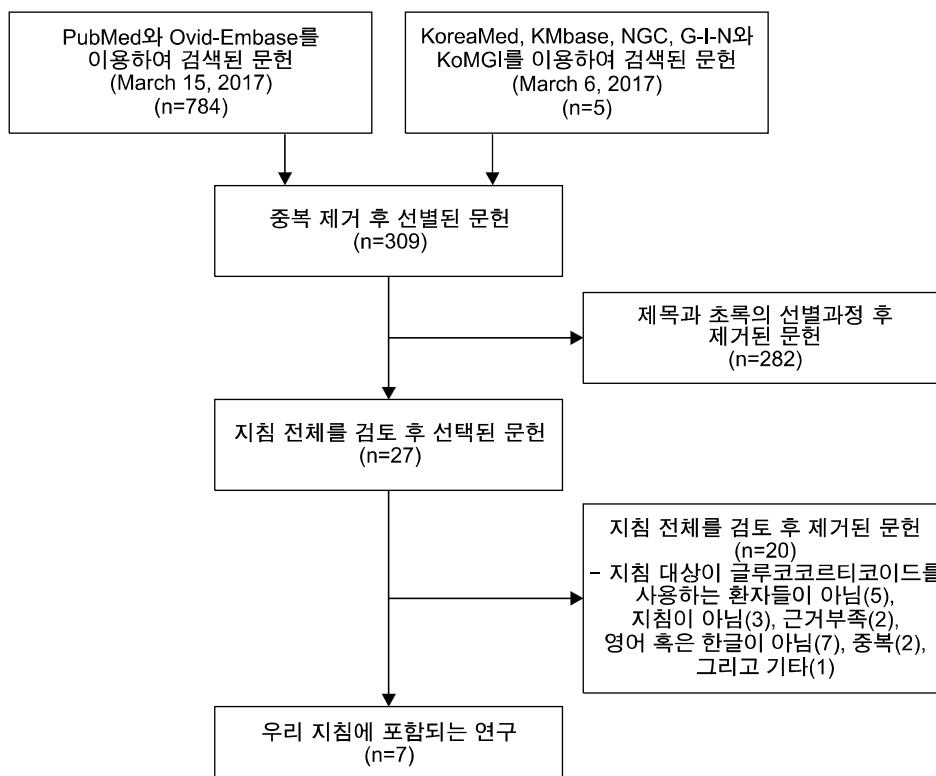 PubMed와 Ovid-Embase를
이용하여 검색된 문헌
(March 15, 2017)
(n=784)
KoreaMed, KMbase, NGC, G-I-N와
KoMGI를 이용하여 검색된 문헌
(March 6, 2017)
(n=5)
중복 제거 후 선별된 문헌
(n=309)
제목과 초록의 선별과정 후
제거된 문헌
(n=282)
지침 전체를 검토 후 선택된 문헌
(n=27)
지침 전체를 검토 후 제거된 문헌
(n=20)
– 지침 대상이 글루코코르티코이드를
사용하는 환자들이 아님(5),
지침이 아님(3), 근거부족(2),
영어 혹은 한글이 아님(7), 중복(2),
그리고 기타(1)
우리 지침에 포함되는 연구
(n=7)